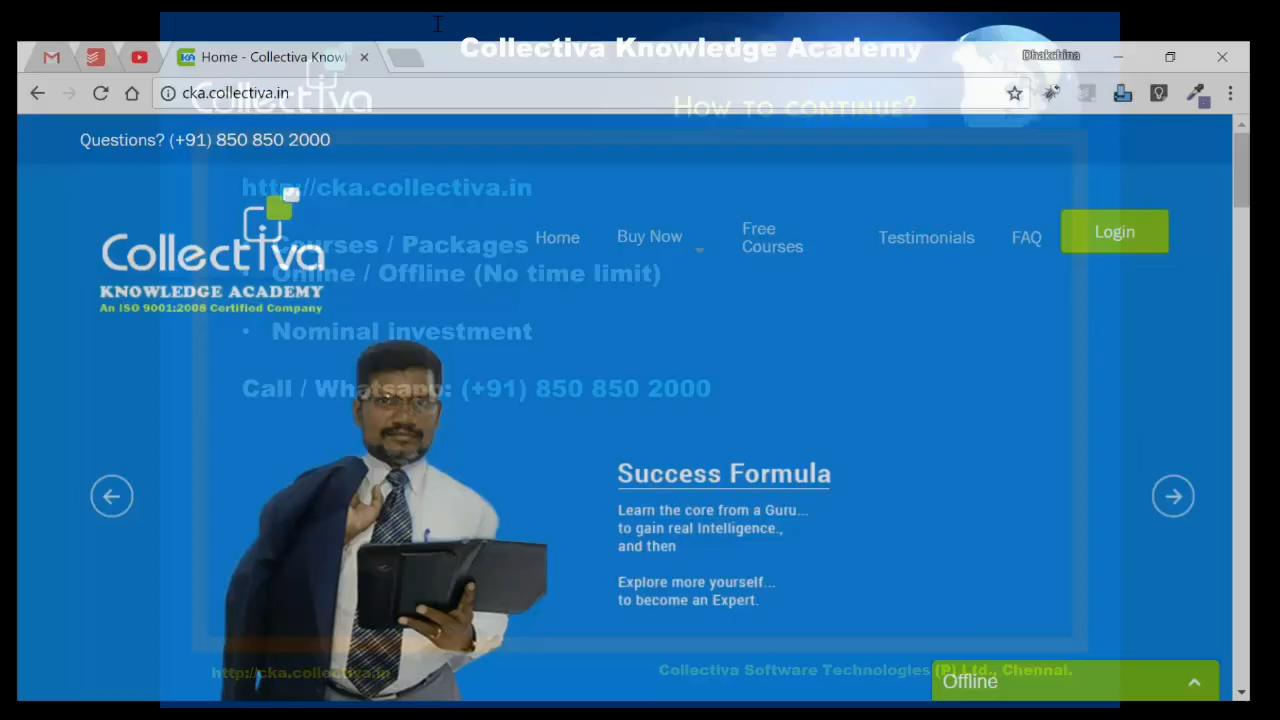 Collectiva Knowledge Academy
Dhakchina
Home - Collectiva Knowl
cka.collectiva.in
Collectiva
How to continue?
Questions? (+91) 850 850 2000
http://cka.collectiva.in
Courses / Packages
Online / Offline (No time limit)
Nominal investment
Call / Whatsapp: (+91) 850 850 2000
Collectiva
KNOWLEDGE ACADEMY
An ISO 9001:2008 Certified Company
Home
Buy Now
Free
Courses
Testimonials
FAQ
Login
Success Formula
Learn the core from a Guru...
to gain real Intelligence.,
and then
Explore more yourself...
to become an Expert.
http://cka.collectiva.in
Collectiva Software Technologies (P) Ltd., Chennai.
Offline